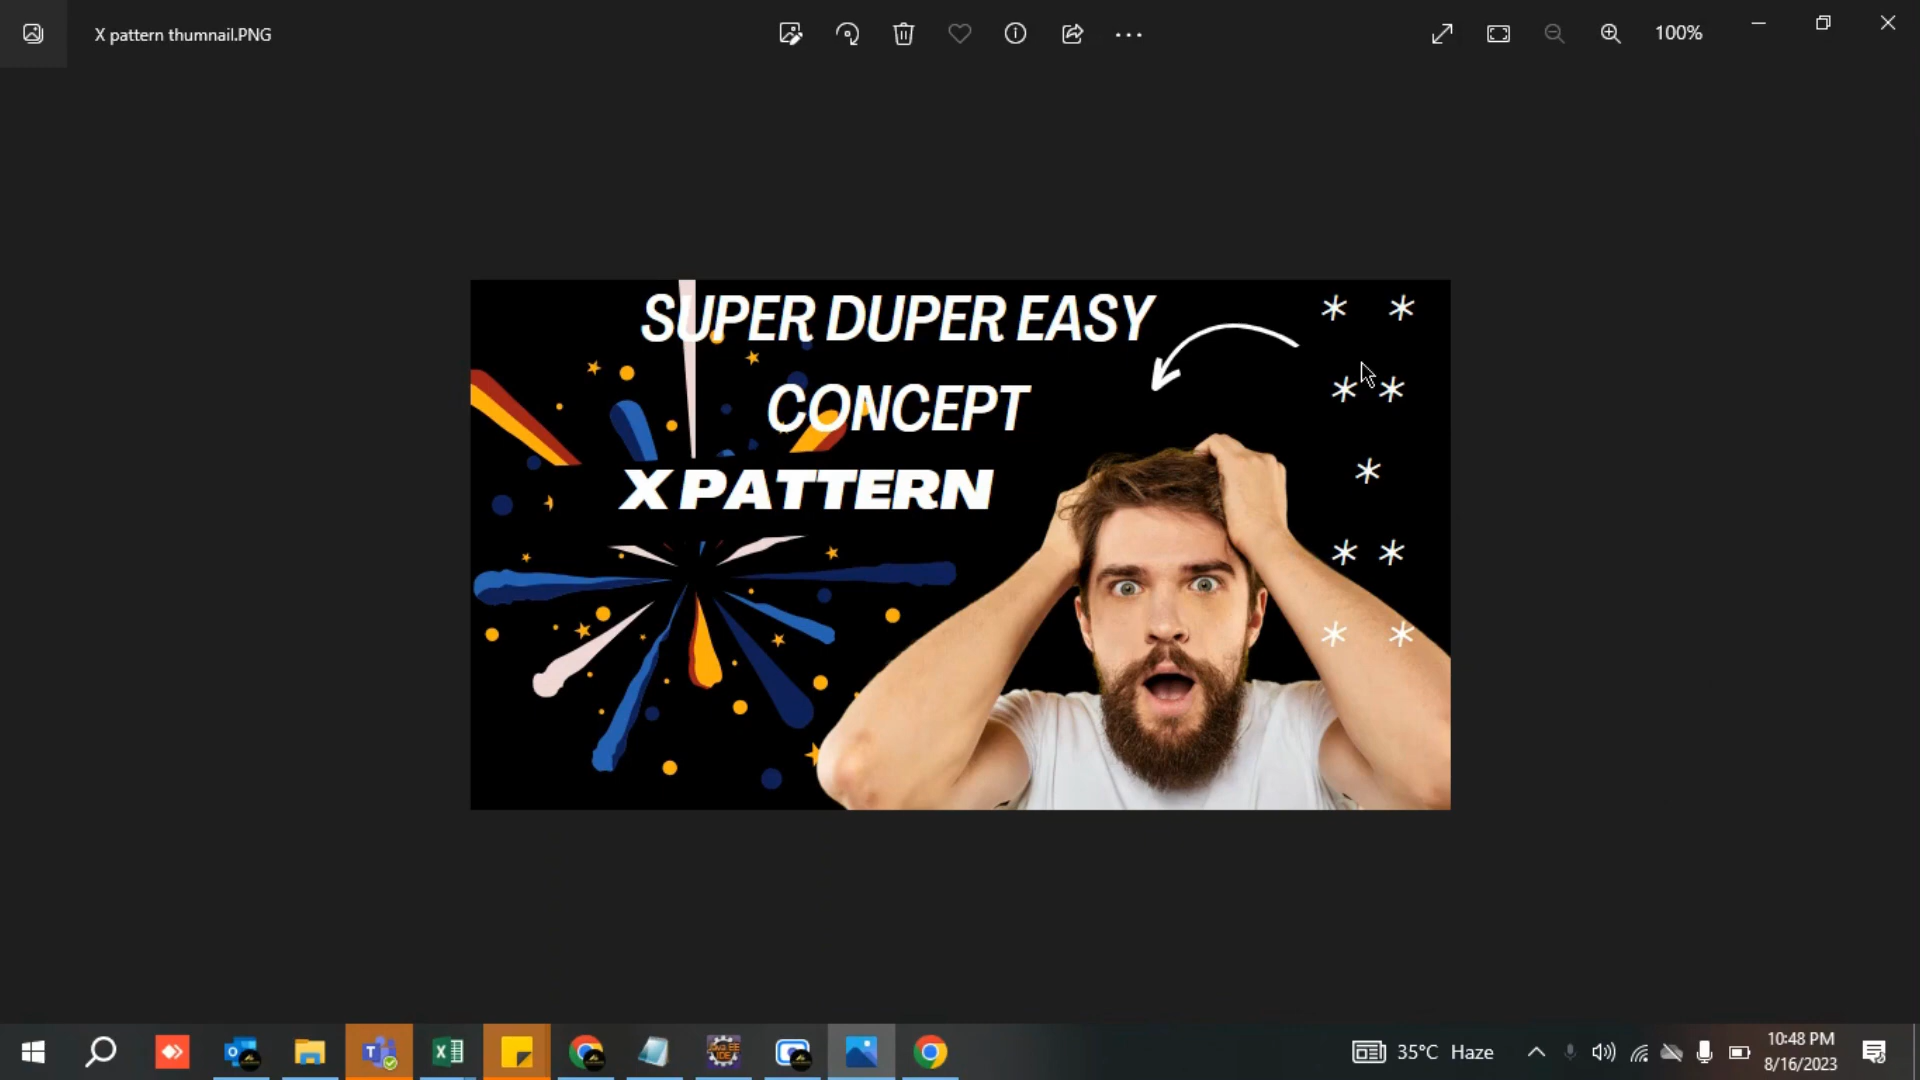 X pattern thumnail.PNG
100%
SUPER DUPER EASY
CONCEPT
X PATTERN
* *
* *
*
* *
* *
35°C Haze
10:48 PM
8/16/2023